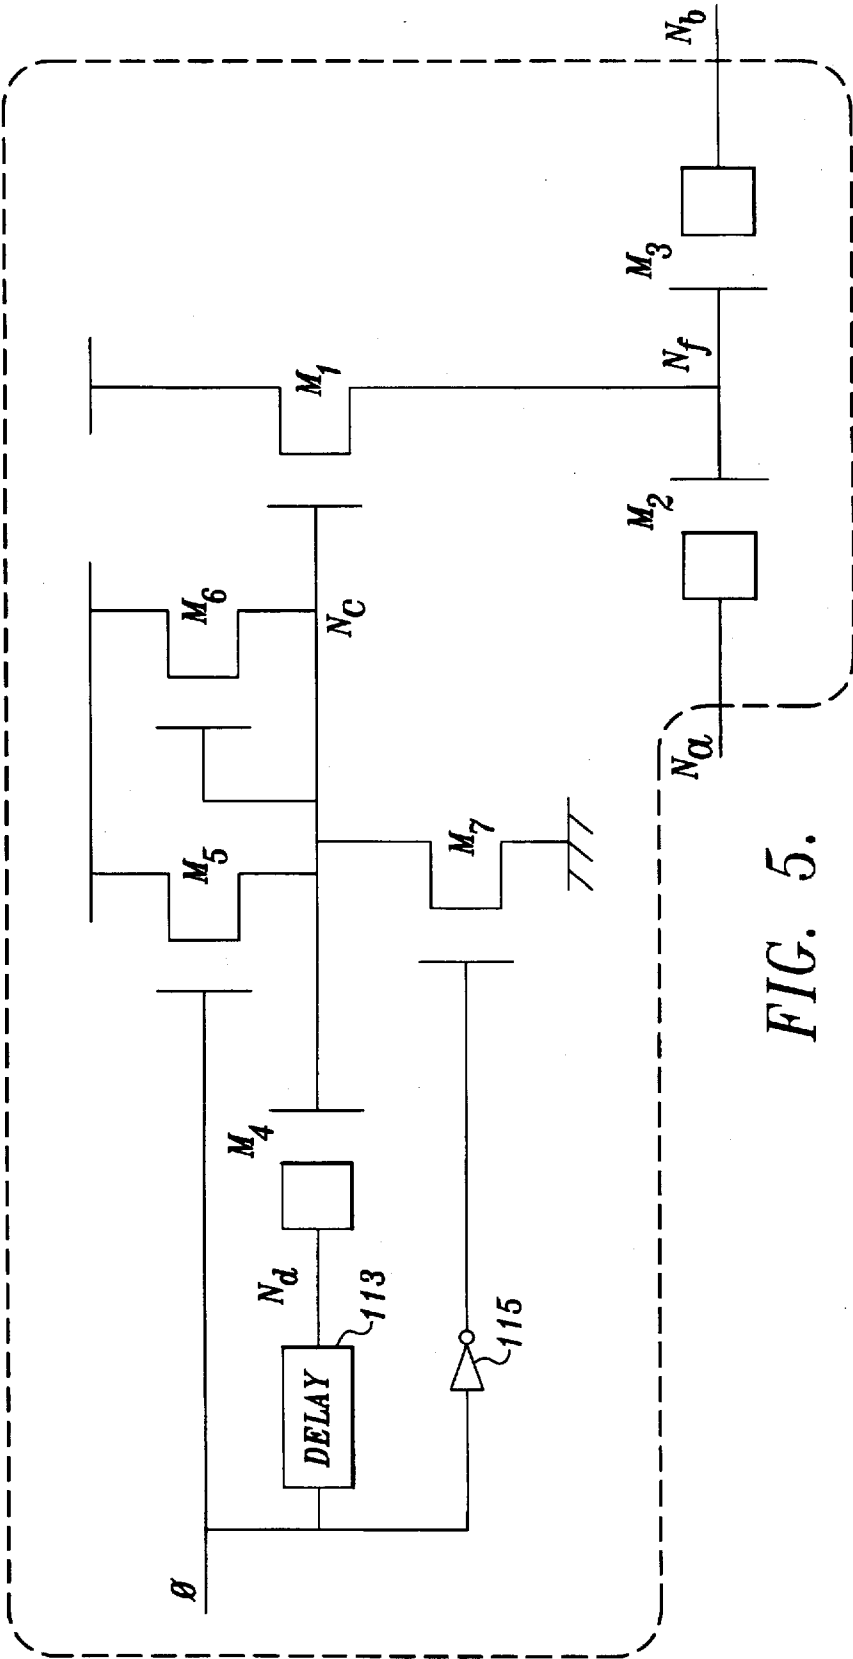 Ø
DELAY
113
N_d
M_4
115
M_5
M_6
N_C
M_7
M_1
N_a
M_2
N_f
M_3
N_b
FIG. 5.